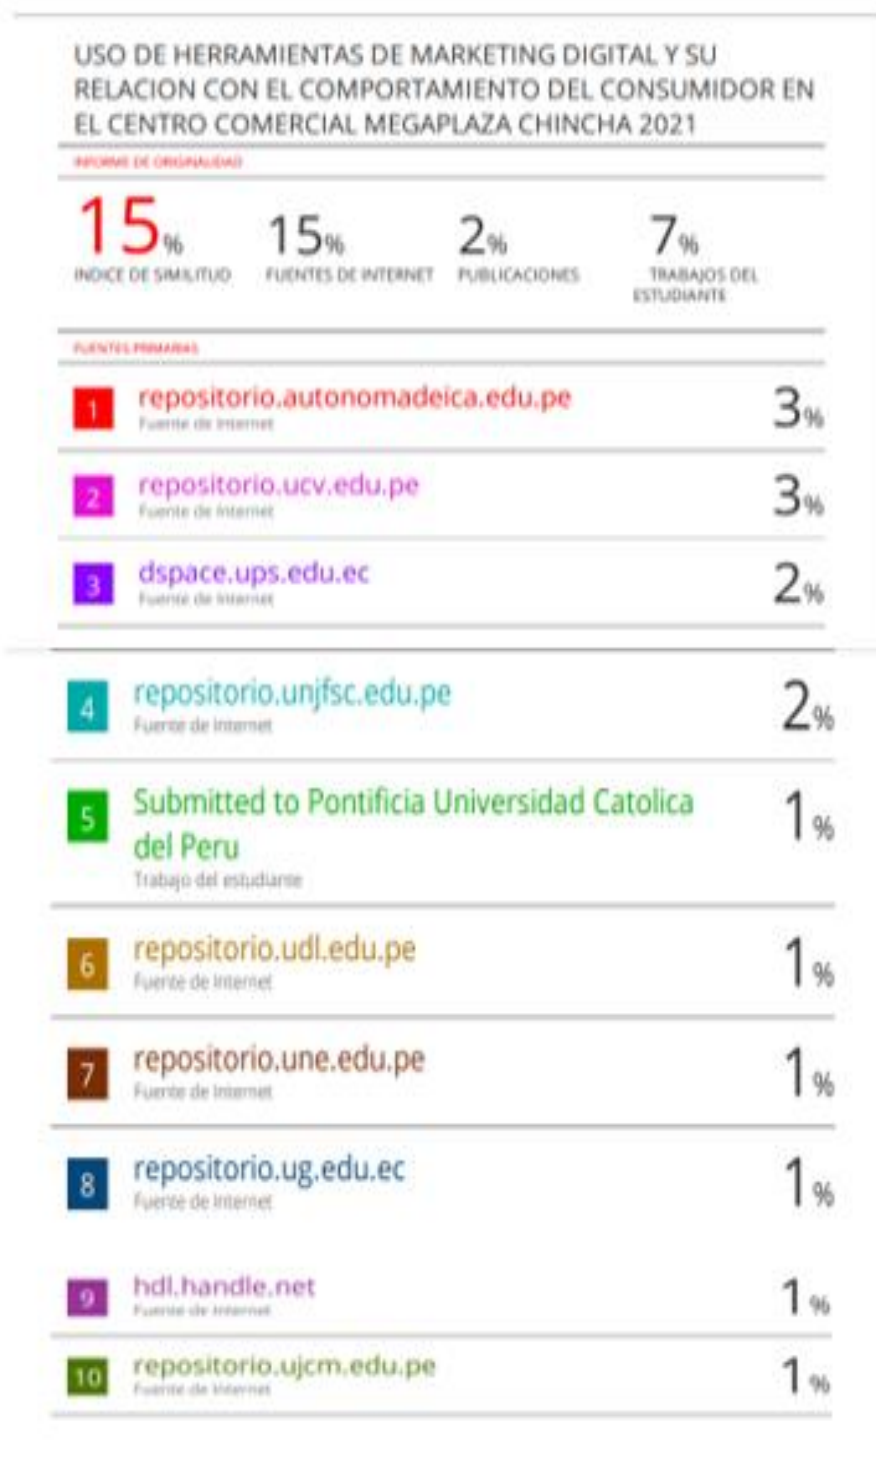 USO DE HERRAMIENTAS DE MARKETING DIGITAL Y SU
RELACION CON EL COMPORTAMIENTO DEL CONSUMIDOR EN
EL CENTRO COMERCIAL MEGAPLAZA CHINCHA 2021
INFORME DE ORIGINALIDAD
15% 15% 2% 7%
INDICE DE SIMILITUD FUENTES DE INTERNET PUBLICACIONES TRABAJOS DEL
ESTUDIANTE
FUENTES PRIMARIAS
1 repositorio.autonomadeica.edu.pe 3%
Fuente de Internet
2 repositorio.ucv.edu.pe 3%
Fuente de Internet
3 dspace.ups.edu.ec 2%
Fuente de Internet
4 repositorio.unjfsc.edu.pe 2%
Fuente de Internet
5 Submitted to Pontificia Universidad Catolica 1%
del Peru
Trabajo del estudiante
6 repositorio.udl.edu.pe 1%
Fuente de Internet
7 repositorio.une.edu.pe 1%
Fuente de Internet
8 repositorio.ug.edu.ec 1%
Fuente de Internet
9 hdl.handle.net 1%
Fuente de Internet
10 repositorio.ujcm.edu.pe 1%
Fuente de Internet